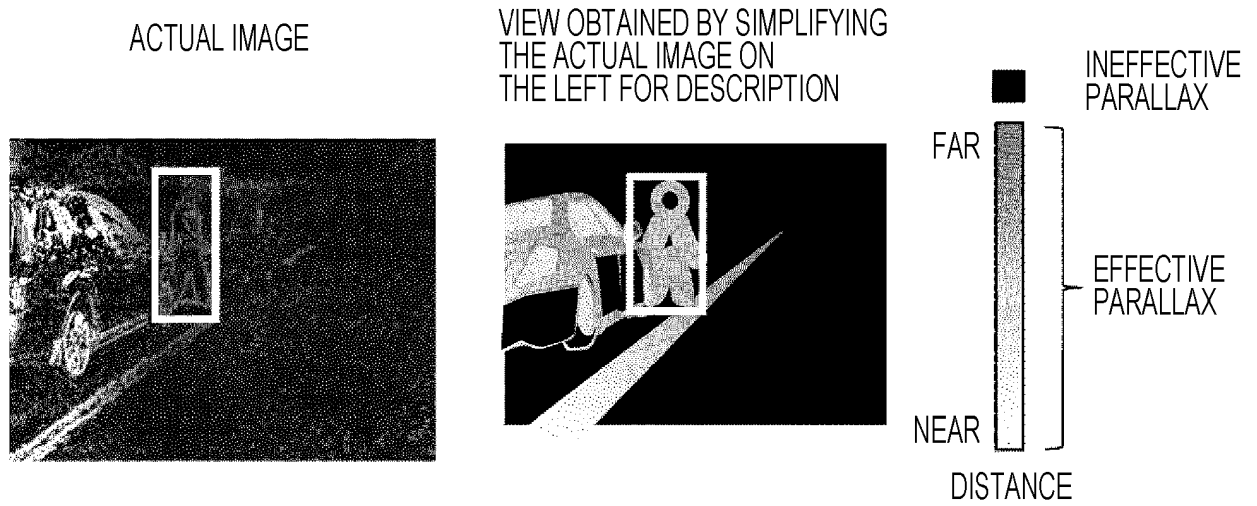 ACTUAL IMAGE
VIEW OBTAINED BY SIMPLIFYING
THE ACTUAL IMAGE ON
THE LEFT FOR DESCRIPTION
INEFFECTIVE
PARALLAX
FAR
EFFECTIVE
PARALLAX
NEAR
DISTANCE